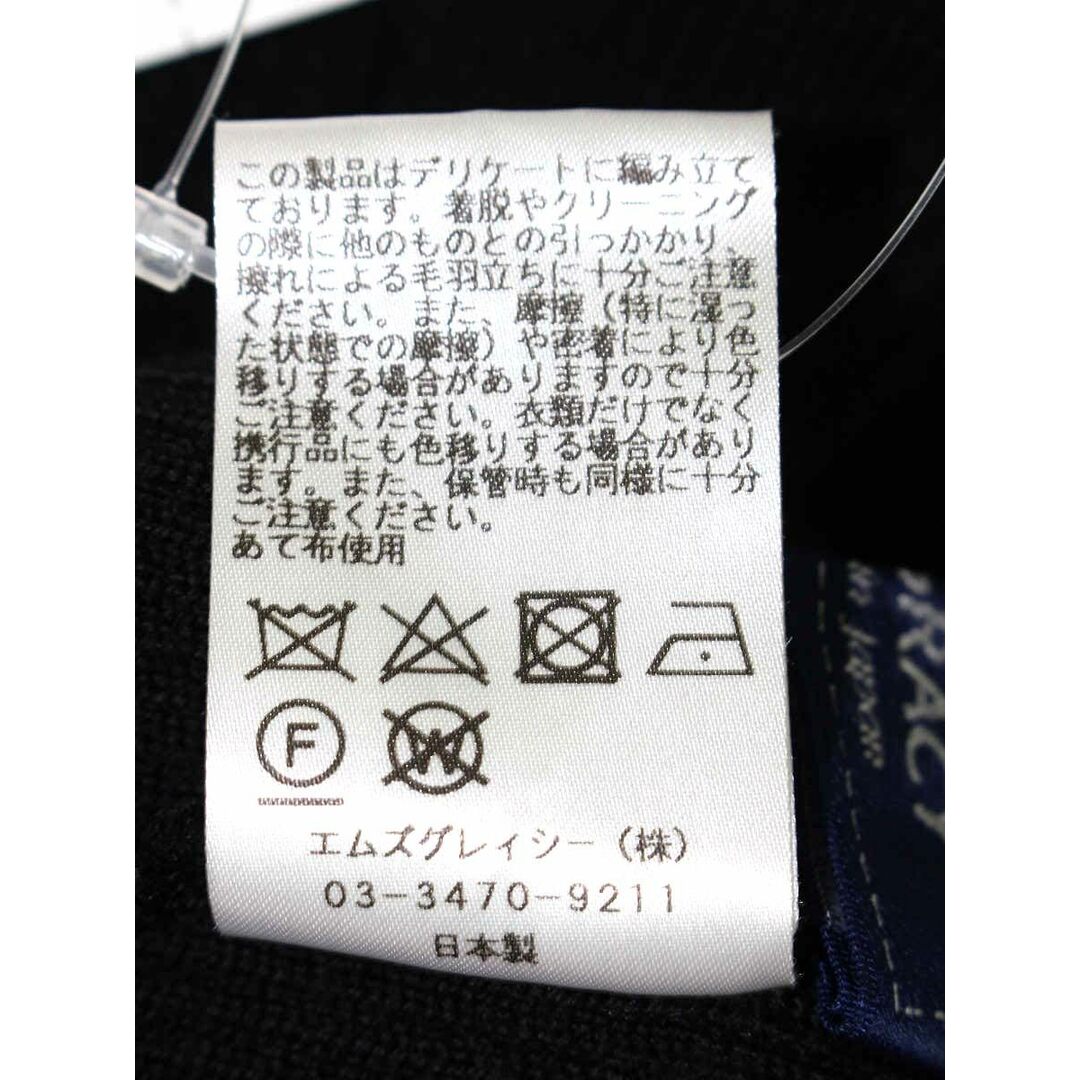 この製品はデリケートに編み立て
ております。着脱やクリーニング
の際に他のものとの引っかかり、
擦れによる毛羽立ちに十分ご注意
ください。また、摩擦（特に湿っ
た状態での摩擦）や密着により色
移りする場合がありますので十分
ご注意ください。衣類だけでなく
携行品にも色移りする場合があり
ます。また、保管時も同様に十分
ご注意ください。
あて布使用
F
W
エムズグレイシー（株）
03-3470-9211
日本製
RACY
in Japan